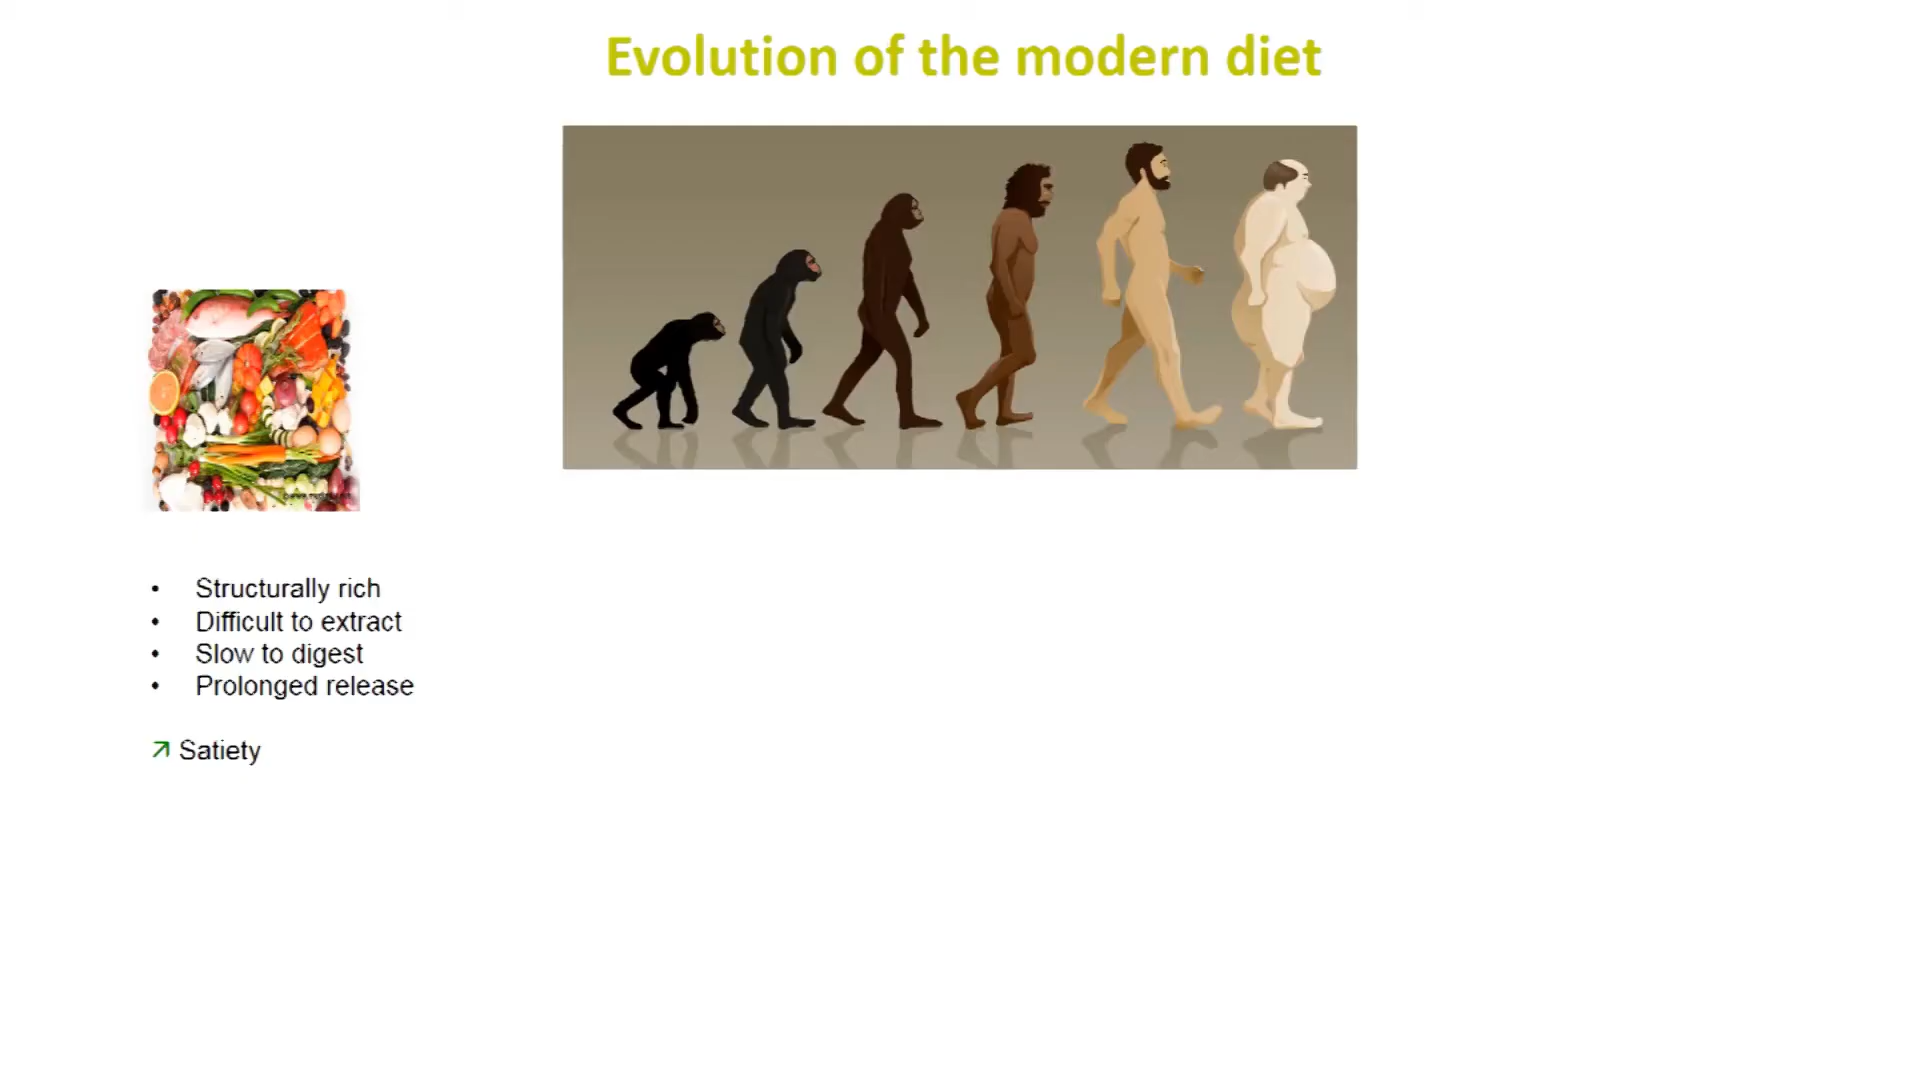 Evolution of the modern diet
• Structurally rich
• Difficult to extract
• Slow to digest
• Prolonged release
↗ Satiety